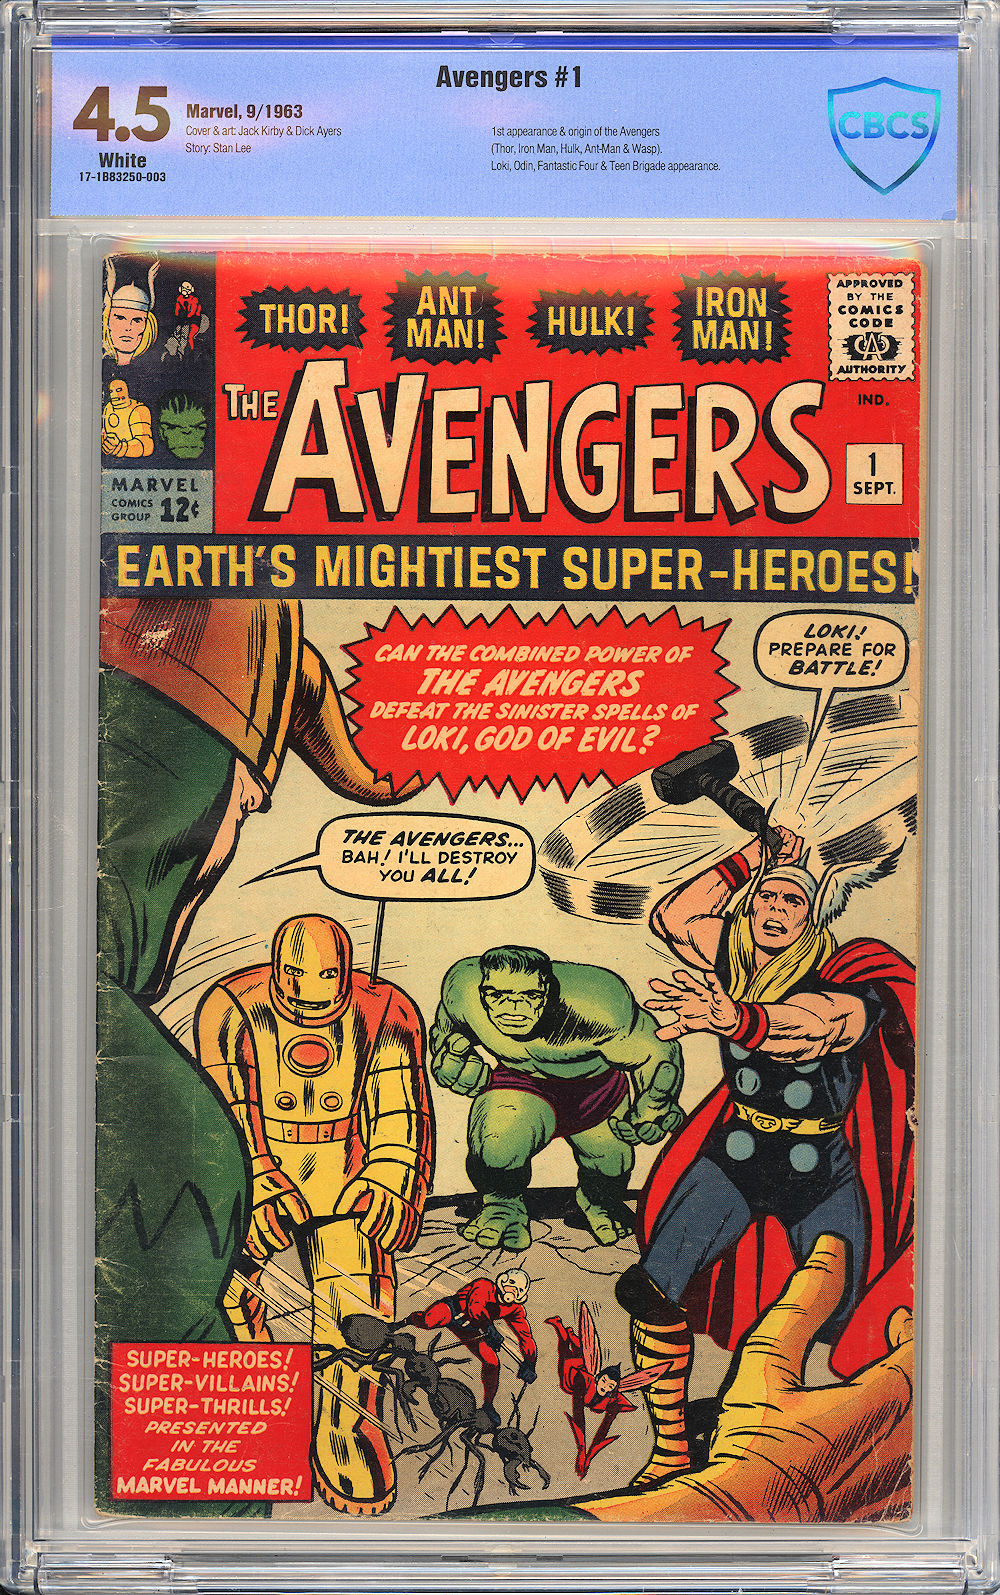 Avengers #1
4.5
White
17-1B83250-003
Marvel, 9/1963
Cover & art: Jack Kirby & Dick Ayers
Story: Stan Lee
1st appearance & origin of the Avengers
(Thor, Iron Man, Hulk, Ant-Man & Wasp).
Loki, Odin, Fantastic Four & Teen Brigade appearance.
CBCS
THOR!
ANT
MAN!
HULK!
IRON
MAN!
APPROVED
BY THE
COMICS
CODE
CA
AUTHORITY
THE AVENGERS
IND.
1
SEPT.
MARVEL
COMICS
GROUP 12¢
EARTH'S MIGHTIEST SUPER-HEROES!
CAN THE COMBINED POWER OF
THE AVENGERS
DEFEAT THE SINISTER SPELLS OF
LOKI, GOD OF EVIL?
LOKI!
PREPARE FOR
BATTLE!
THE AVENGERS...
BAH! I'LL DESTROY
YOU ALL!
SUPER-HEROES!
SUPER-VILLAINS!
SUPER-THRILLS!
PRESENTED
IN THE
FABULOUS
MARVEL MANNER!